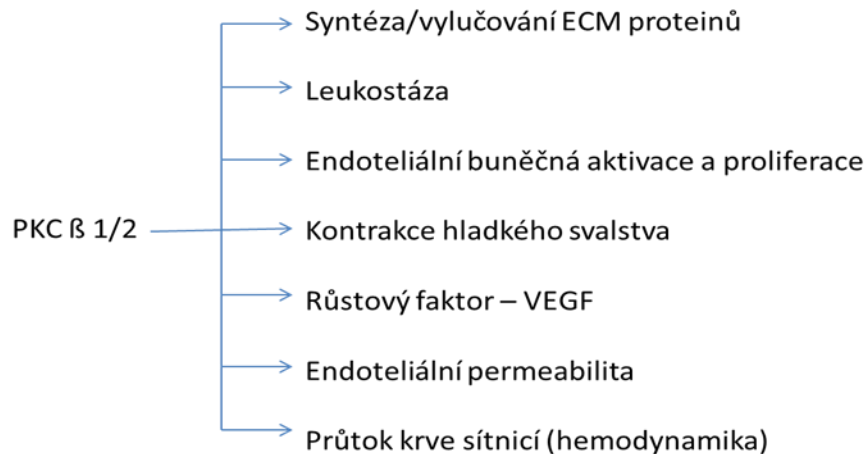 Syntéza/vylučování ECM proteinů
Leukostáza
Endoteliální buněčná aktivace a proliferace
PKC ß 1/2
Kontrakce hladkého svalstva
Růstový faktor – VEGF
Endoteliální permeabilita
Průtok krve sítnicí (hemodynamika)